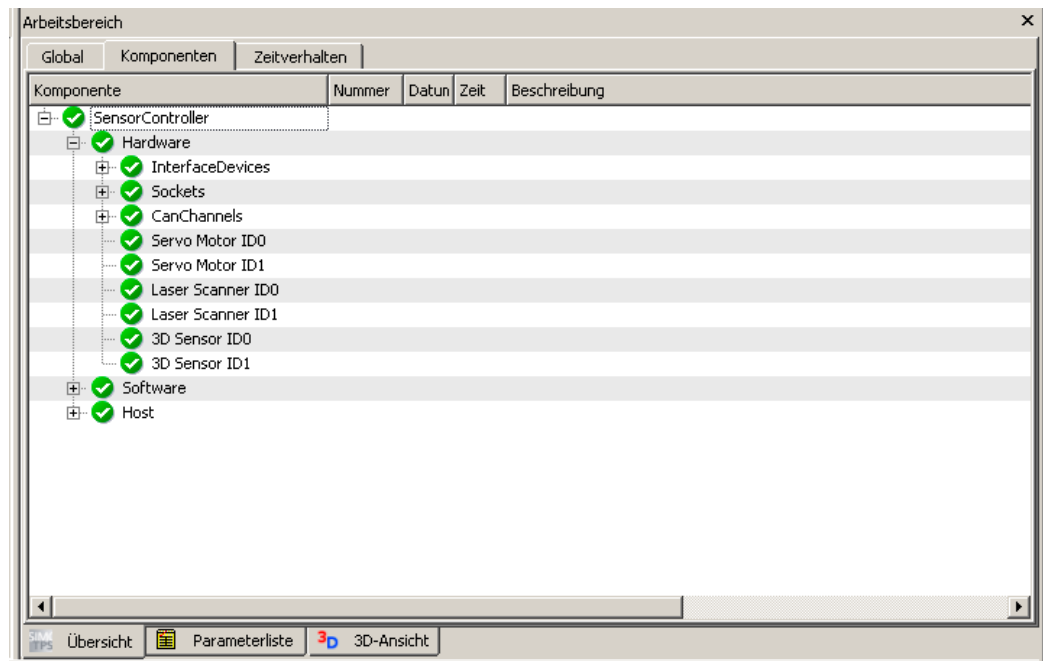 Arbeitsbereich
Global Komponenten Zeitverhalten
Komponente Nummer Datun Zeit Beschreibung
SensorController
Hardware
InterfaceDevices
Sockets
CanChannels
Servo Motor ID0
Servo Motor ID1
Laser Scanner ID0
Laser Scanner ID1
3D Sensor ID0
3D Sensor ID1
Software
Host
Übersicht Parameterliste 3D 3D-Ansicht